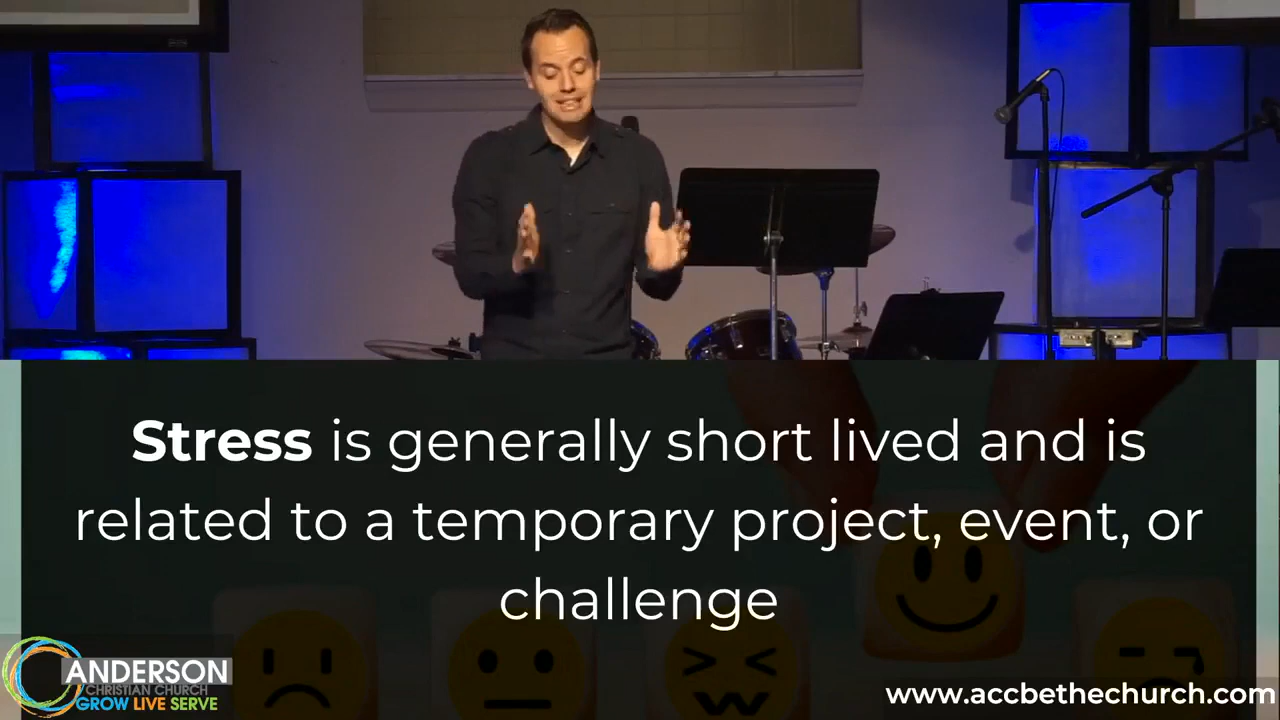 Stress is generally short lived and is
related to a temporary project, event, or
challenge
ANDERSON
CHRISTIAN CHURCH
GROW LIVE SERVE
www.accbethechurch.com